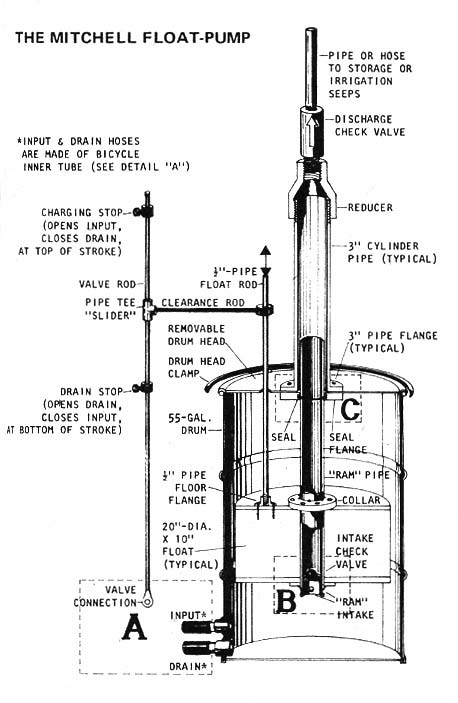 THE MITCHELL FLOAT-PUMP
PIPE OR HOSE
TO STORAGE OR
IRRIGATION
SEEPS
DISCHARGE
CHECK VALVE
*INPUT & DRAIN HOSES
ARE MADE OF BICYCLE
INNER TUBE (SEE DETAIL "A")
CHARGING STOP
(OPENS INPUT,
CLOSES DRAIN,
AT TOP OF STROKE)
REDUCER
3" CYLINDER
PIPE (TYPICAL)
½"-PIPE
FLOAT ROD
VALVE ROD
PIPE TEE
"SLIDER"
CLEARANCE ROD
REMOVABLE
DRUM HEAD
DRUM HEAD
CLAMP
3" PIPE FLANGE
(TYPICAL)
DRAIN STOP
(OPENS DRAIN,
CLOSES INPUT,
AT BOTTOM OF STROKE)
55-GAL.
DRUM
C
SEAL
SEAL
FLANGE
½" PIPE
FLOOR
FLANGE
"RAM" PIPE
COLLAR
20"-DIA.
X 10"
FLOAT
(TYPICAL)
INTAKE
CHECK
VALVE
B
"RAM"
INTAKE
VALVE
CONNECTION
A
INPUT*
DRAIN*